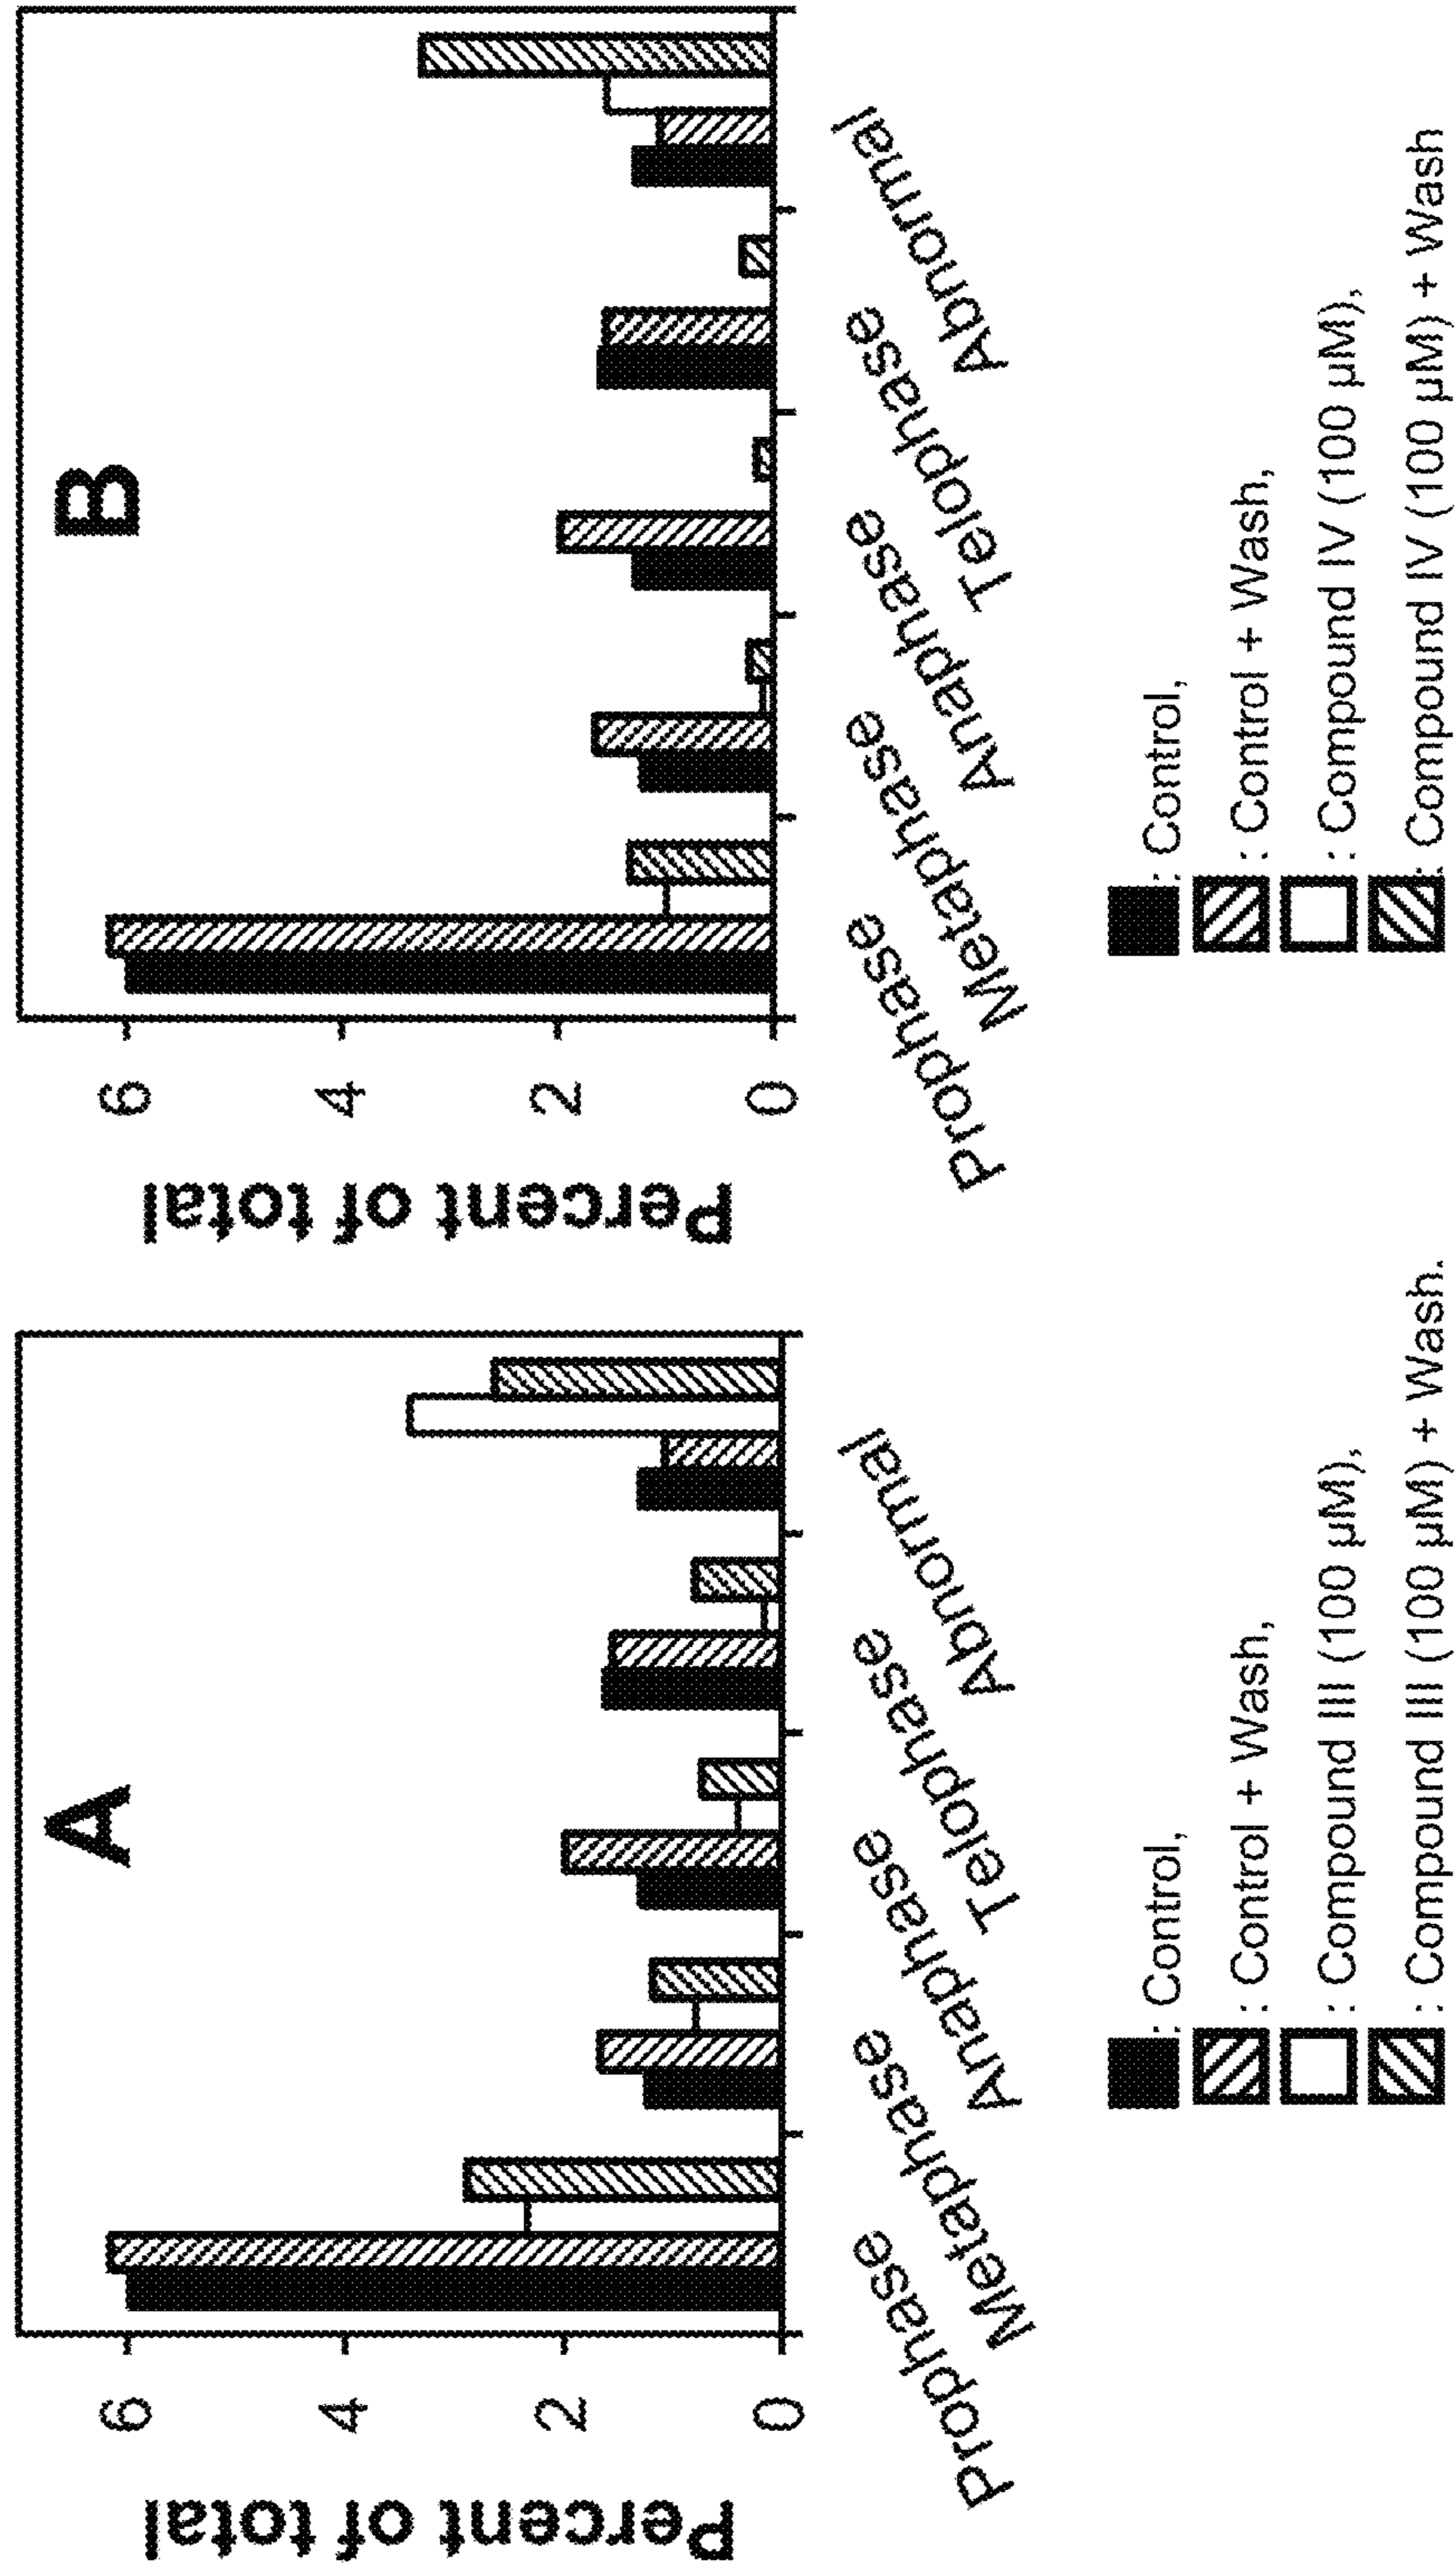 A
Percent of total
6
4
2
0
Prophase
Metaphase
Anaphase
Telophase
Abnormal
: Control,
: Control + Wash,
: Compound III (100 µM),
: Compound III (100 µM) + Wash.
B
Percent of total
6
4
2
0
Prophase
Metaphase
Anaphase
Telophase
Abnormal
: Control,
: Control + Wash,
: Compound IV (100 µM),
: Compound IV (100 µM) + Wash